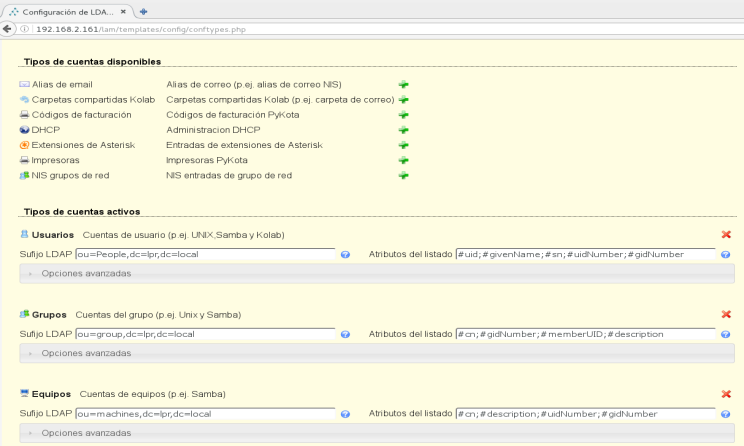 Configuración de LDA...
192.168.2.161/lam/templates/config/conftypes.php
Tipos de cuentas disponibles
Alias de email Alias de correo (p.ej. alias de correo NIS)
Carpetas compartidas Kolab Carpetas compartidas Kolab (p.ej. carpeta de correo)
Códigos de facturación Códigos de facturación PyKota
DHCP Administracion DHCP
Extensiones de Asterisk Entradas de extensiones de Asterisk
Impresoras Impresoras PyKota
NIS grupos de red NIS entradas de grupo de red
Tipos de cuentas activos
Usuarios Cuentas de usuario (p.ej. UNIX,Samba y Kolab)
Sufijo LDAP ou=People,dc=lpr,dc=local Atributos del listado #uid;#givenName;#sn;#uidNumber;#gidNumber
Opciones avanzadas
Grupos Cuentas del grupo (p.ej. Unix y Samba)
Sufijo LDAP ou=group,dc=lpr,dc=local Atributos del listado #cn;#gidNumber;#memberUID;#description
Opciones avanzadas
Equipos Cuentas de equipos (p.ej. Samba)
Sufijo LDAP ou=machines,dc=lpr,dc=local Atributos del listado #cn;#description;#uidNumber;#gidNumber
Opciones avanzadas